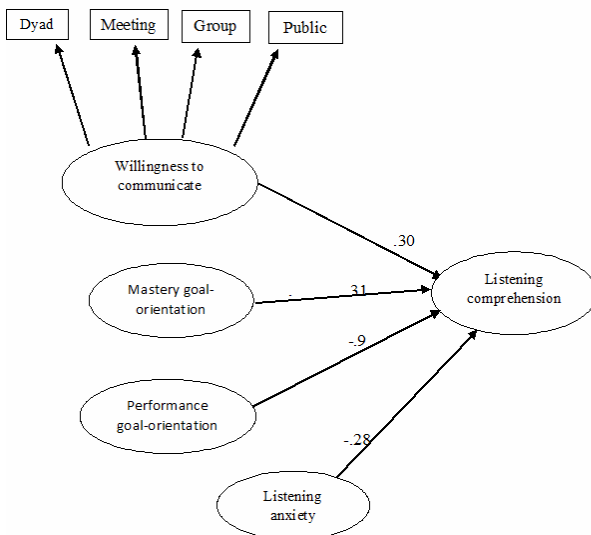 Dyad
Meeting
Group
Public
Willingness to
communicate
.30
Mastery goal-
orientation
. 31
Listening
comprehension
-.9
Performance
goal-orientation
-.28
Listening
anxiety